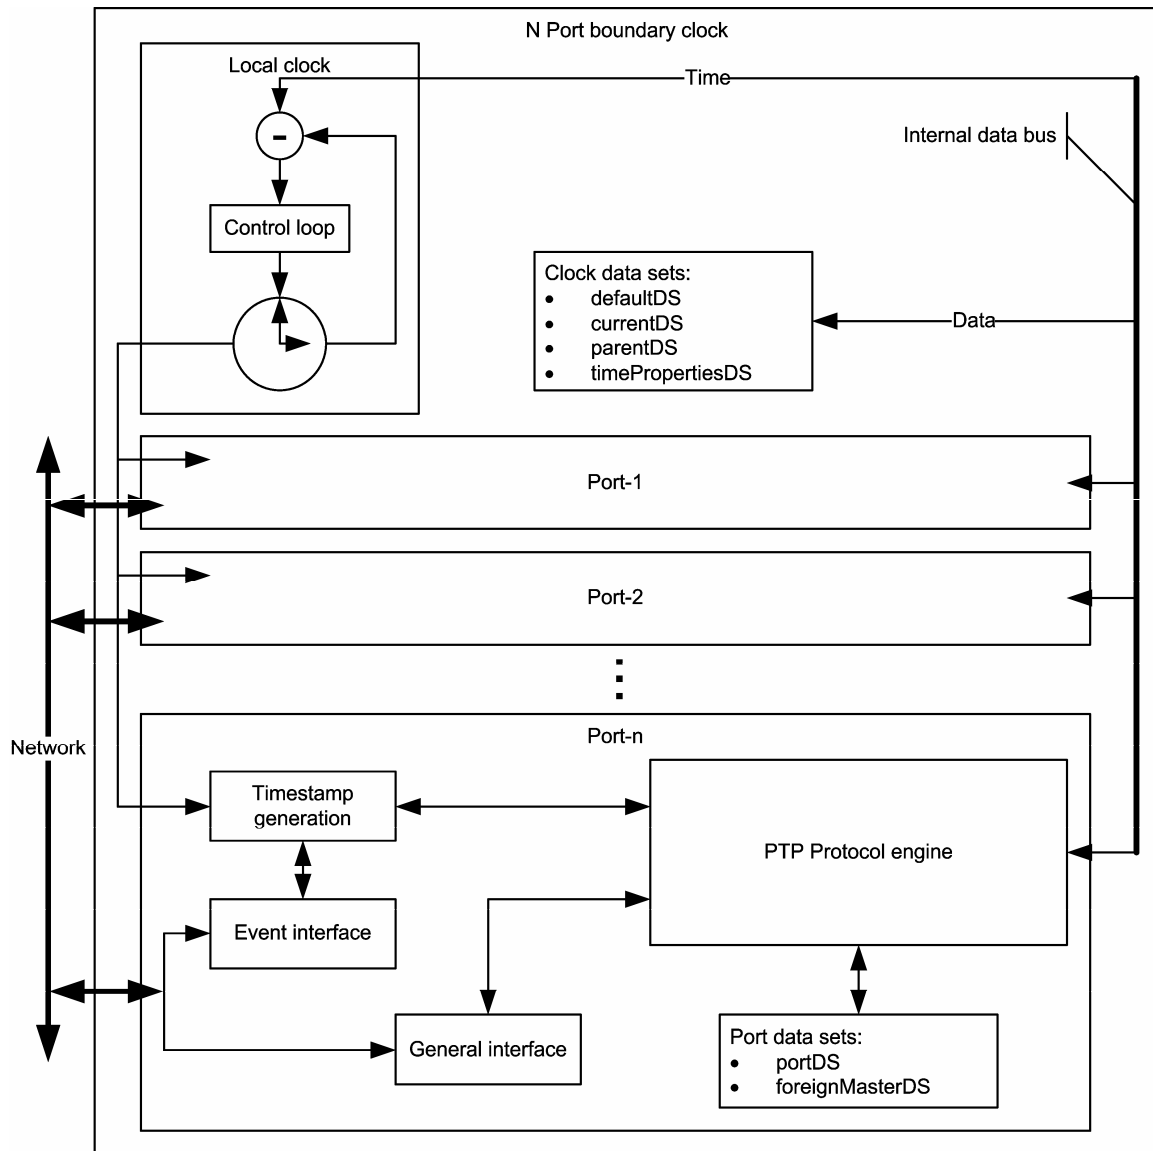 N Port boundary clock
Local clock
Time
-
Internal data bus
Control loop
Clock data sets:
• defaultDS
• currentDS
• parentDS
• timePropertiesDS
Data
Port-1
Port-2
Network
Port-n
Timestamp
generation
PTP Protocol engine
Event interface
General interface
Port data sets:
• portDS
• foreignMasterDS